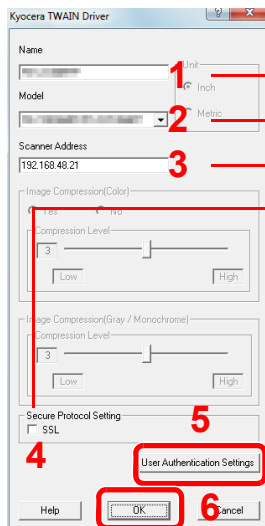 Kyocera TWAIN Driver
Name
1
Unit
Inch
Model
2
Metric
Scanner Address
192.168.48.21
3
Image Compression(Color)
Yes No
Compression Level
3
Low High
Image Compression(Gray / Monochrome)
Compression Level
3
Low High
Secure Protocol Setting
SSL
4
5
User Authentication Settings
Help OK 6 Cancel